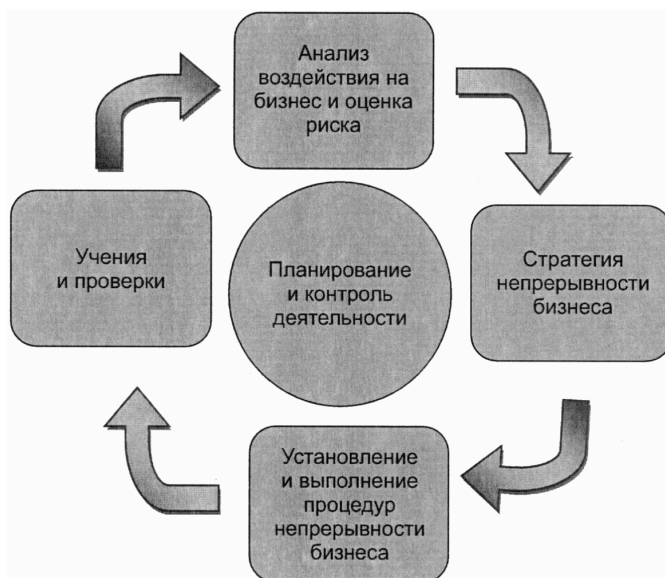 Анализ
воздействия на
бизнес и оценка
риска
Стратегия
непрерывности
бизнеса
Установление
и выполнение
процедур
непрерывности
бизнеса
Учения
и проверки
Планирование
и контроль
деятельности